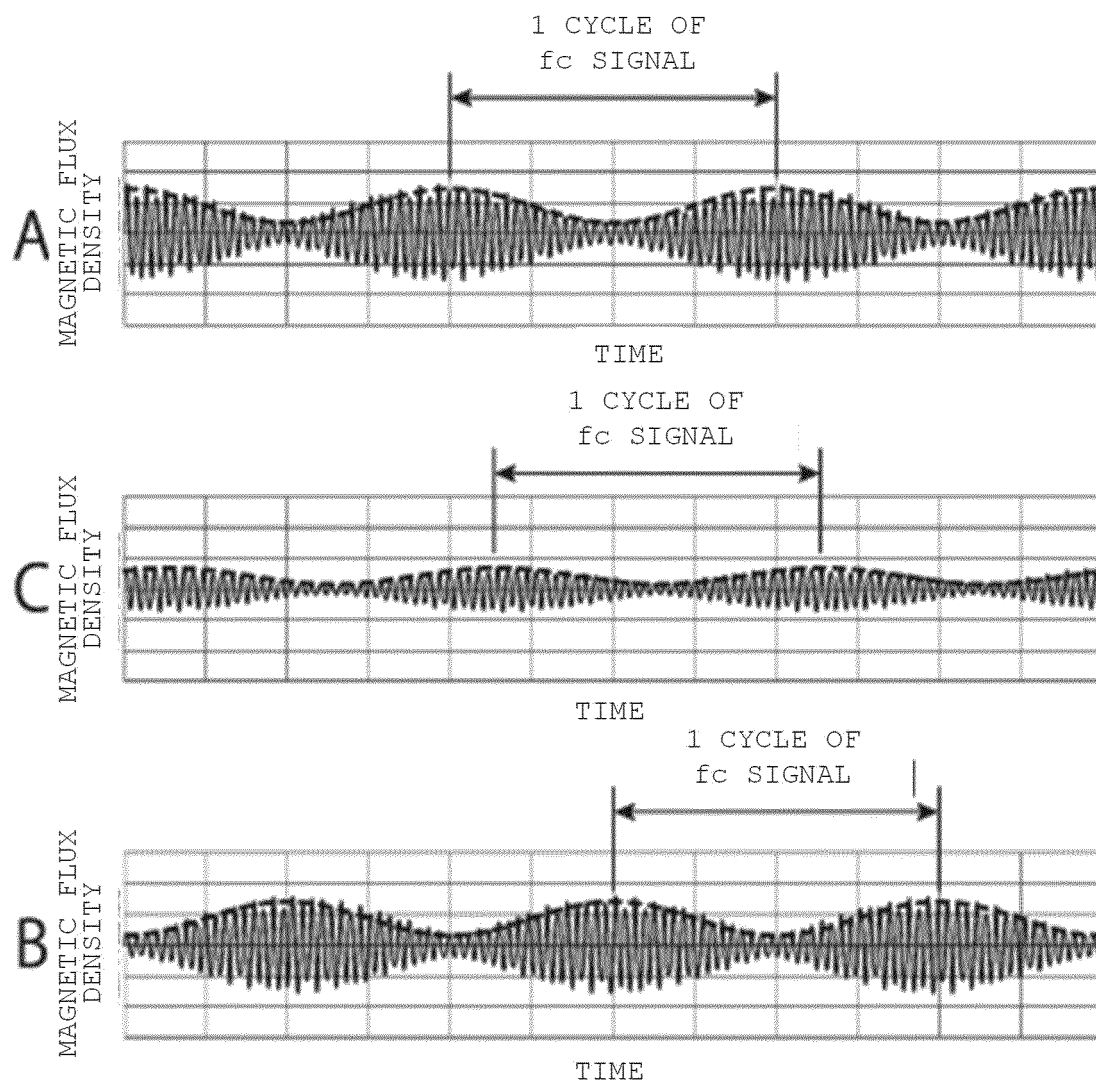 1 CYCLE OF
fc SIGNAL
A
MAGNETIC FLUX
DENSITY
TIME
1 CYCLE OF
fc SIGNAL
C
MAGNETIC FLUX
DENSITY
TIME
1 CYCLE OF
fc SIGNAL
B
MAGNETIC FLUX
DENSITY
TIME